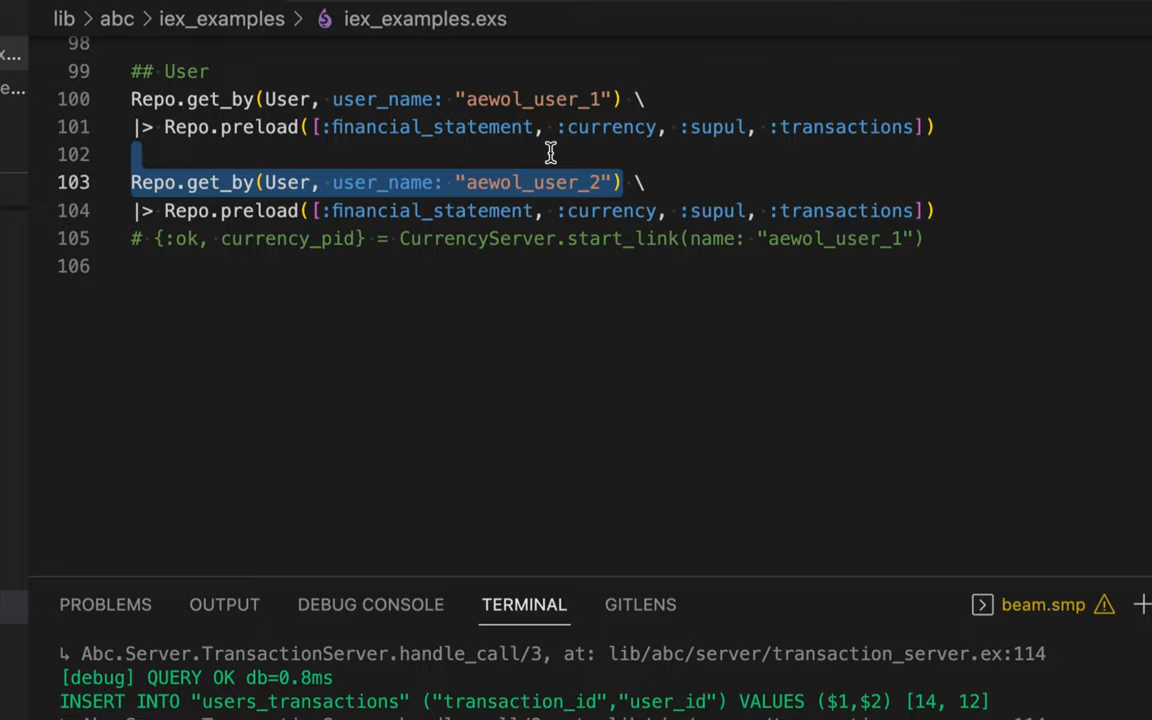 lib > abc > iex_examples > iex_examples.exs
x...
e...
98
99 ## User
100 Repo.get_by(User, user_name: "aewol_user_1") \
101 |> Repo.preload([:financial_statement, :currency, :supul, :transactions])
102
103 Repo.get_by(User, user_name: "aewol_user_2") \
104 |> Repo.preload([:financial_statement, :currency, :supul, :transactions])
105 # {:ok, currency_pid} = CurrencyServer.start_link(name: "aewol_user_1")
106
PROBLEMS OUTPUT DEBUG CONSOLE TERMINAL GITLENS beam.smp
↳ Abc.Server.TransactionServer.handle_call/3, at: lib/abc/server/transaction_server.ex:114
[debug] QUERY OK db=0.8ms
INSERT INTO "users_transactions" ("transaction_id","user_id") VALUES ($1,$2) [14, 12]